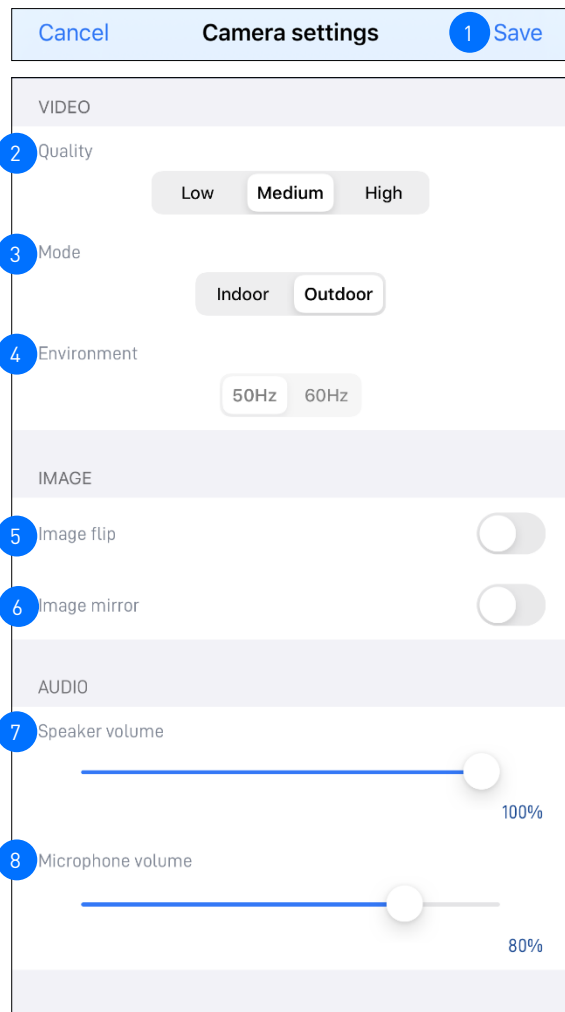 Cancel Camera settings 1 Save
VIDEO
2 Quality
Low Medium High
3 Mode
Indoor Outdoor
4 Environment
50Hz 60Hz
IMAGE
5 Image flip
6 Image mirror
AUDIO
7 Speaker volume
100%
8 Microphone volume
80%